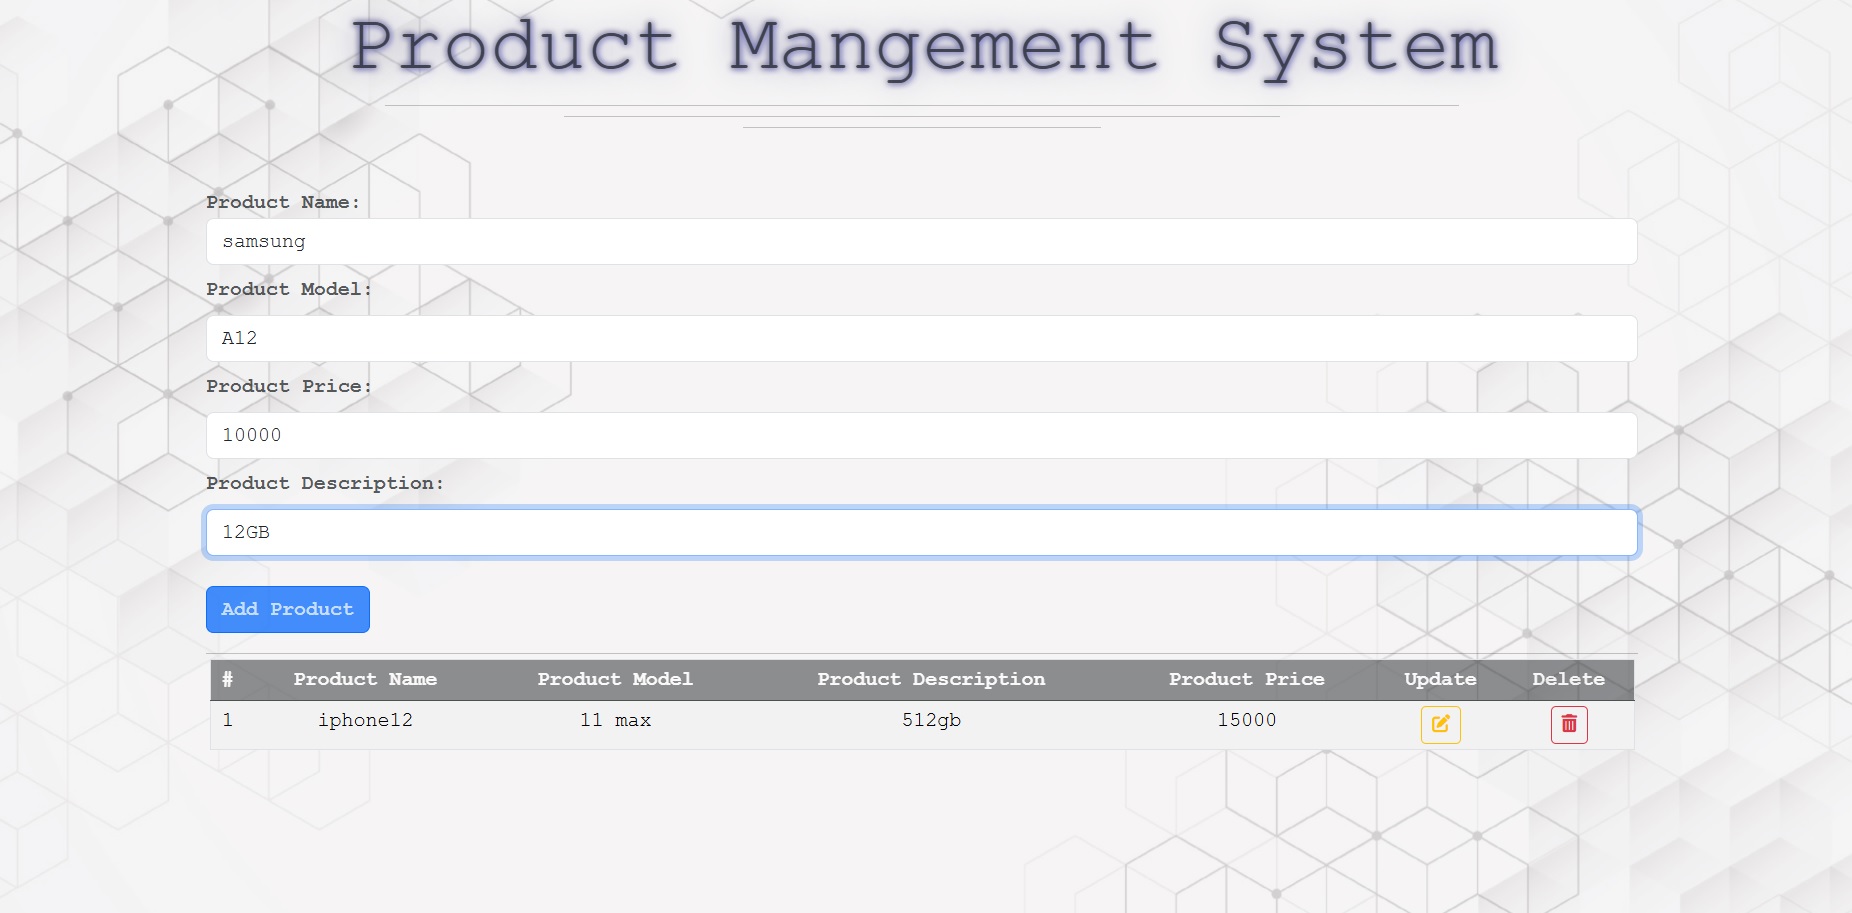 Product Mangement System
Product Name:
samsung
Product Model:
A12
Product Price:
10000
Product Description:
12GB
Add Product
# Product Name Product Model Product Description Product Price Update Delete
1 iphone12 11 max 512gb 15000